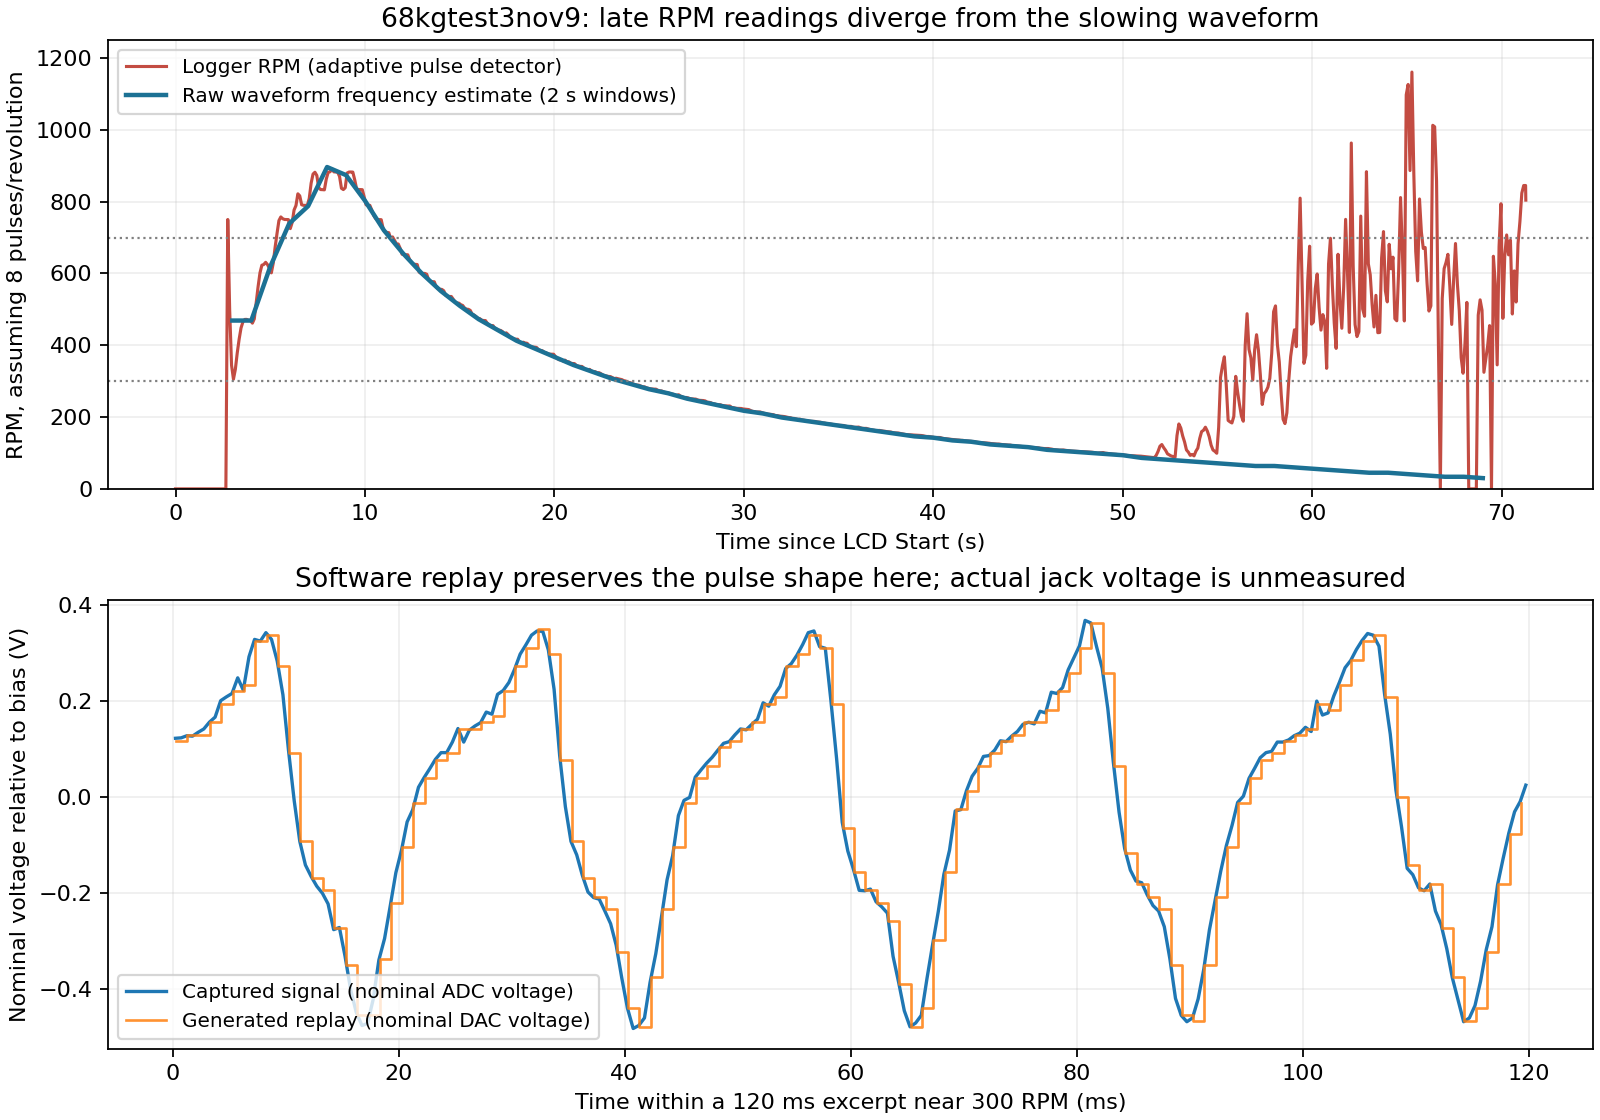 68kgtest3nov9: late RPM readings diverge from the slowing waveform
RPM, assuming 8 pulses/revolution
1200
1000
800
600
400
200
0
Logger RPM (adaptive pulse detector)
Raw waveform frequency estimate (2 s windows)
0 10 20 30 40 50 60 70
Time since LCD Start (s)
Software replay preserves the pulse shape here; actual jack voltage is unmeasured
Nominal voltage relative to bias (V)
0.4
0.2
0.0
−0.2
−0.4
Captured signal (nominal ADC voltage)
Generated replay (nominal DAC voltage)
0 20 40 60 80 100 120
Time within a 120 ms excerpt near 300 RPM (ms)